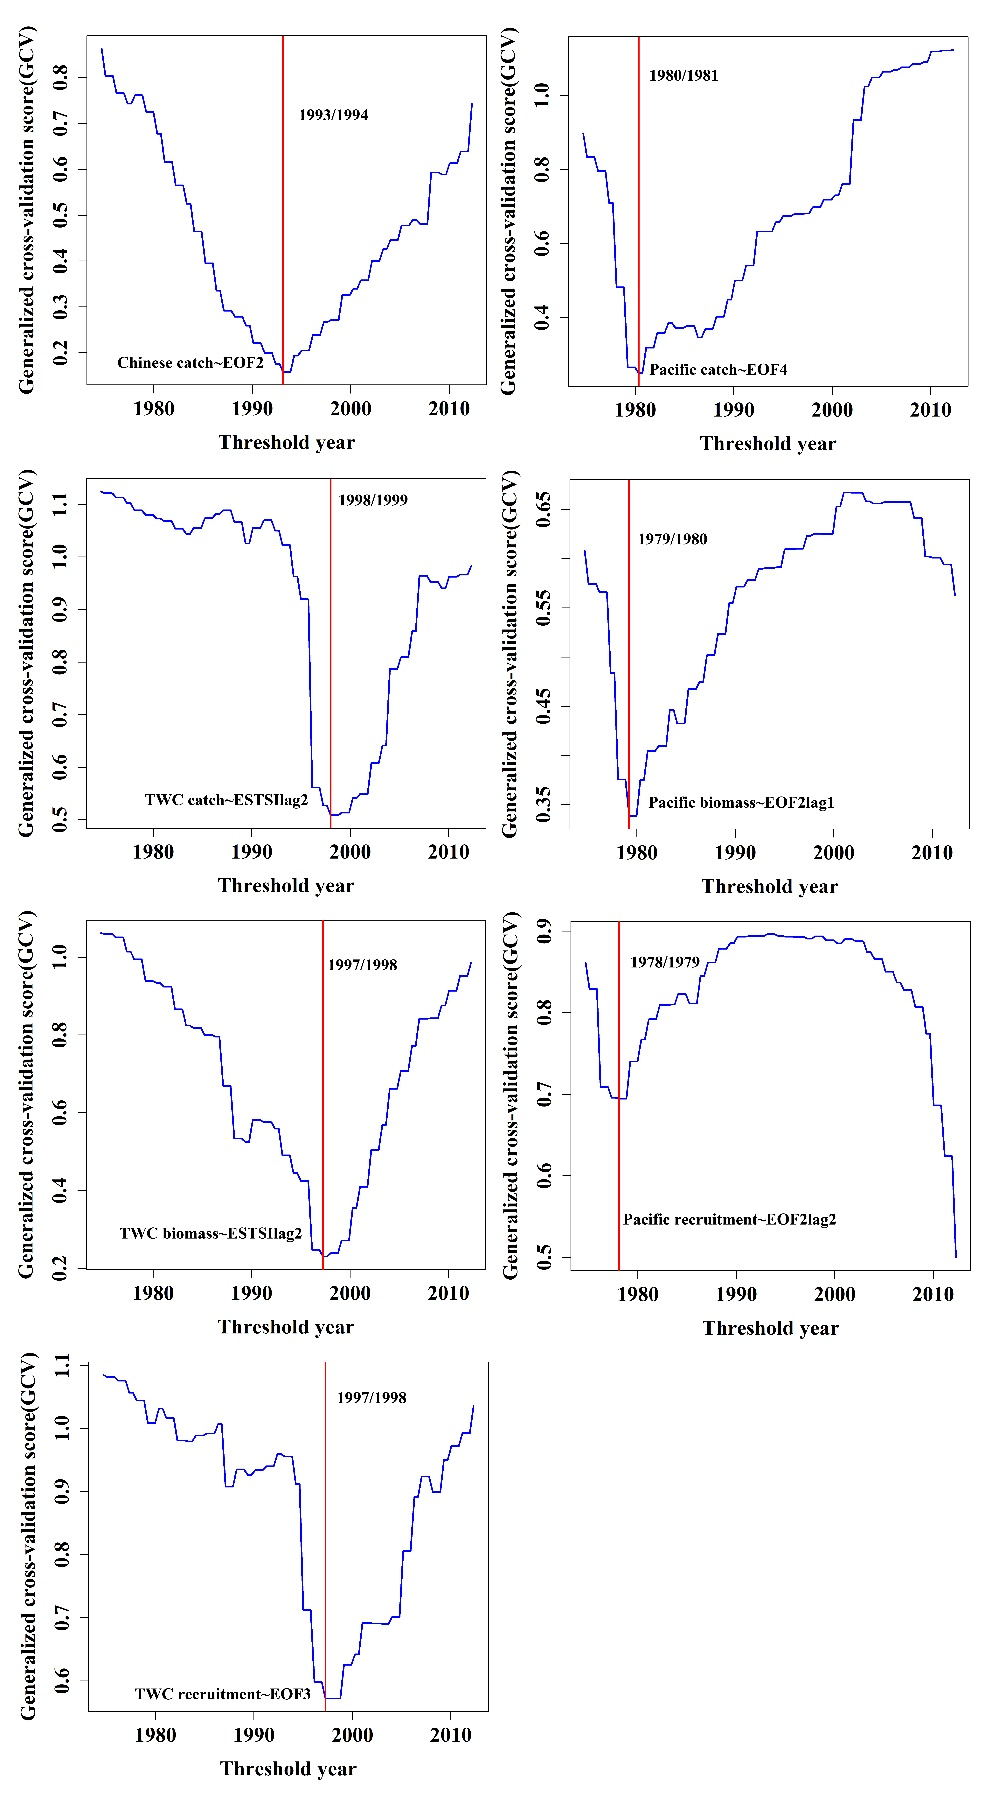 Generalized cross-validation score(GCV)
0.8
0.7
0.6
0.5
0.4
0.3
0.2
1993/1994
Chinese catch~EOF2
1980 1990 2000 2010
Threshold year
Generalized cross-validation score(GCV)
1.0
0.8
0.6
0.4
1980/1981
Pacific catch~EOF4
1980 1990 2000 2010
Threshold year
Generalized cross-validation score(GCV)
1.1
1.0
0.9
0.8
0.7
0.6
0.5
1998/1999
TWC catch~ESTSIlag2
1980 1990 2000 2010
Threshold year
Generalized cross-validation score(GCV)
0.65
0.55
0.45
0.35
1979/1980
Pacific biomass~EOF2lag1
1980 1990 2000 2010
Threshold year
Generalized cross-validation score(GCV)
1.0
0.8
0.6
0.4
0.2
1997/1998
TWC biomass~ESTSIlag2
1980 1990 2000 2010
Threshold year
Generalized cross-validation score(GCV)
0.9
0.8
0.7
0.6
0.5
1978/1979
Pacific recruitment~EOF2lag2
1980 1990 2000 2010
Threshold year
Generalized cross-validation score(GCV)
1.1
1.0
0.9
0.8
0.7
0.6
1997/1998
TWC recruitment~EOF3
1980 1990 2000 2010
Threshold year